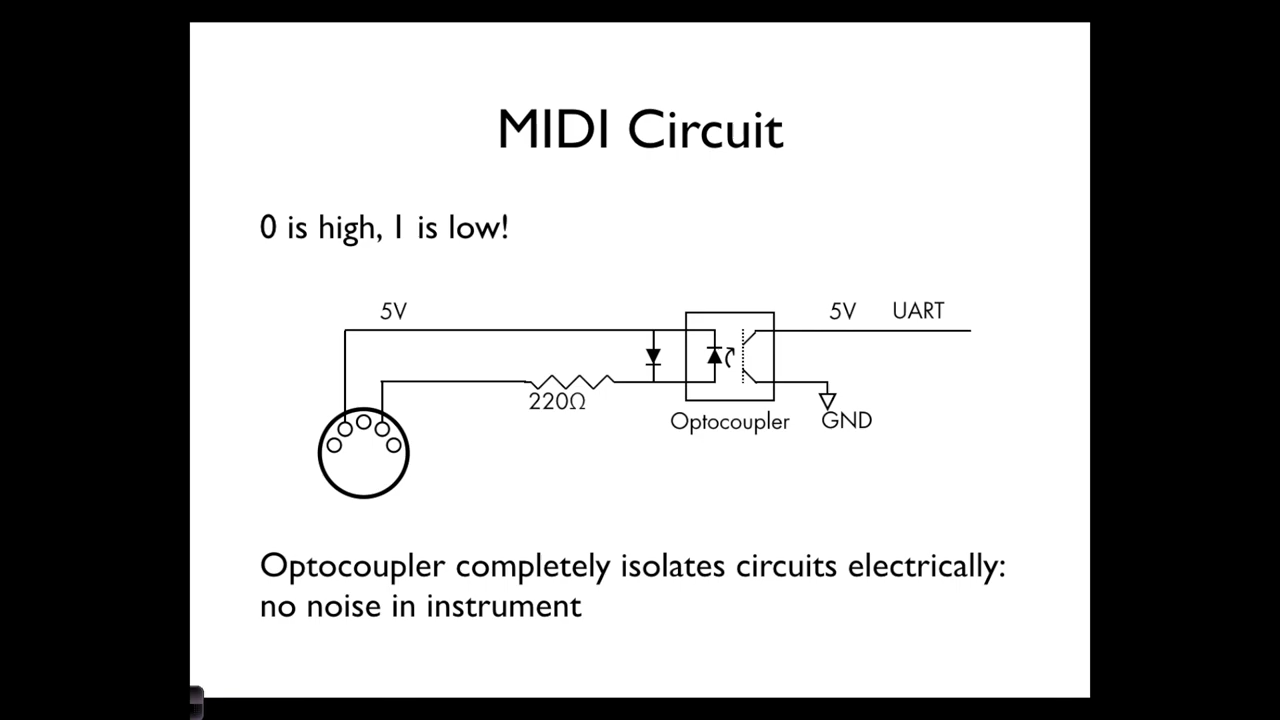 MIDI Circuit
0 is high, 1 is low!
5V
5V UART
220Ω
Optocoupler
GND
Optocoupler completely isolates circuits electrically:
no noise in instrument